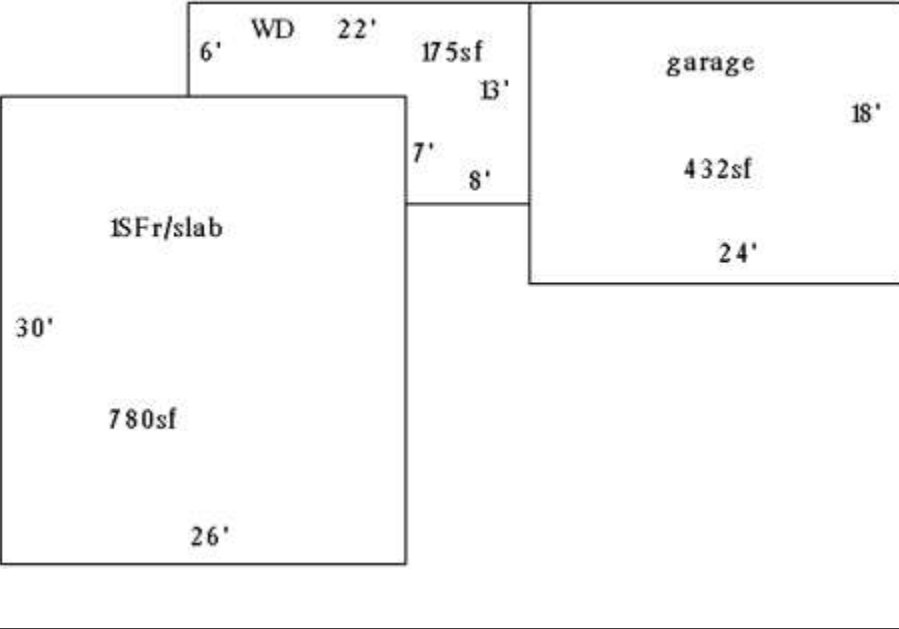 WD 22'
6'
175sf
13'
7'
8'
garage
18'
432sf
24'
1SFr/slab
30'
780sf
26'